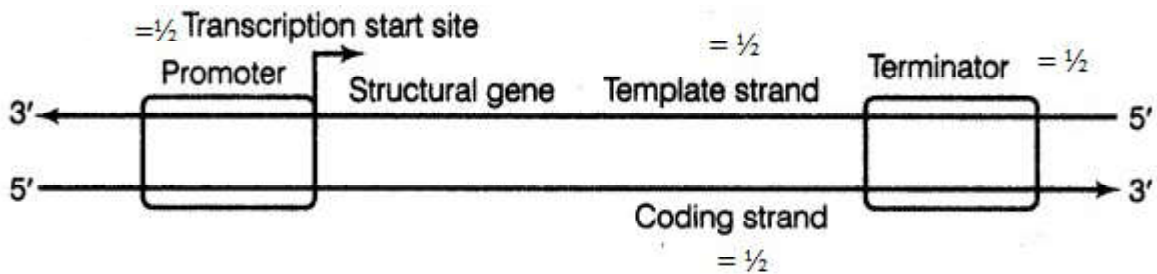 =½ Transcription start site
= ½
Promoter
Terminator = ½
Structural gene Template strand
3′ 5′
5′ 3′
Coding strand
= ½